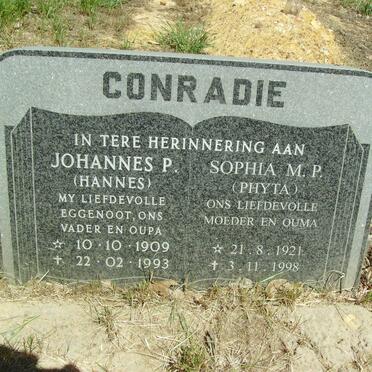 CONRADIE
IN TERE HERINNERING AAN
JOHANNES P.
(HANNES)
MY LIEFDEVOLLE
EGGENOOT, ONS
VADER EN OUPA
☆ 10·10·1909
✝ 22·02·1993
SOPHIA M.P.
(PHYTA)
ONS LIEFDEVOLLE
MOEDER EN OUMA
☆ 21.8.1921
✝ 3.11.1998